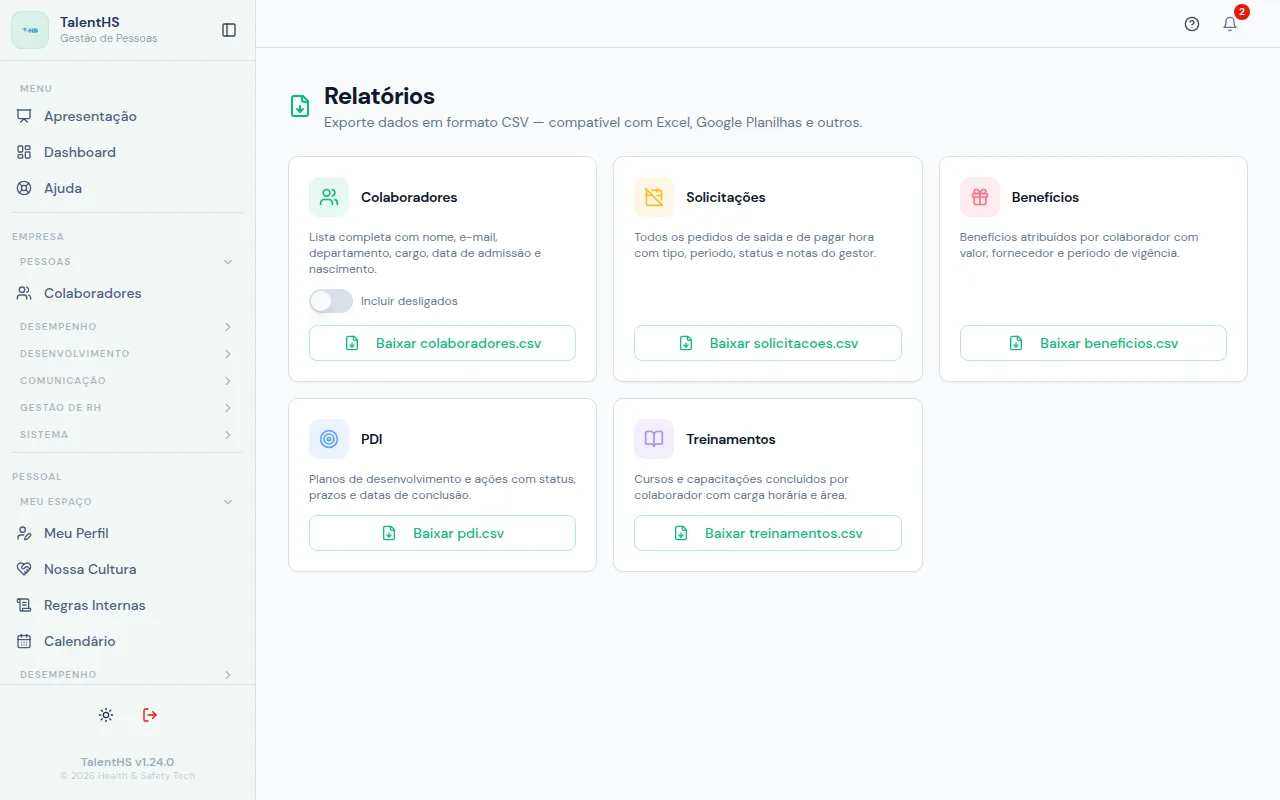 TalentHS
Gestão de Pessoas
2
MENU
Apresentação
Dashboard
Ajuda
EMPRESA
PESSOAS
Colaboradores
DESEMPENHO
DESENVOLVIMENTO
COMUNICAÇÃO
GESTÃO DE RH
SISTEMA
PESSOAL
MEU ESPAÇO
Meu Perfil
Nossa Cultura
Regras Internas
Calendário
DESEMPENHO
TalentHS v1.24.0
© 2026 Health & Safety Tech
Relatórios
Exporte dados em formato CSV — compatível com Excel, Google Planilhas e outros.
Colaboradores
Lista completa com nome, e-mail,
departamento, cargo, data de admissão e
nascimento.
Incluir desligados
Baixar colaboradores.csv
Solicitações
Todos os pedidos de saída e de pagar hora
com tipo, período, status e notas do gestor.
Baixar solicitacoes.csv
Benefícios
Benefícios atribuídos por colaborador com
valor, fornecedor e período de vigência.
Baixar beneficios.csv
PDI
Planos de desenvolvimento e ações com status,
prazos e datas de conclusão.
Baixar pdi.csv
Treinamentos
Cursos e capacitações concluídos por
colaborador com carga horária e área.
Baixar treinamentos.csv